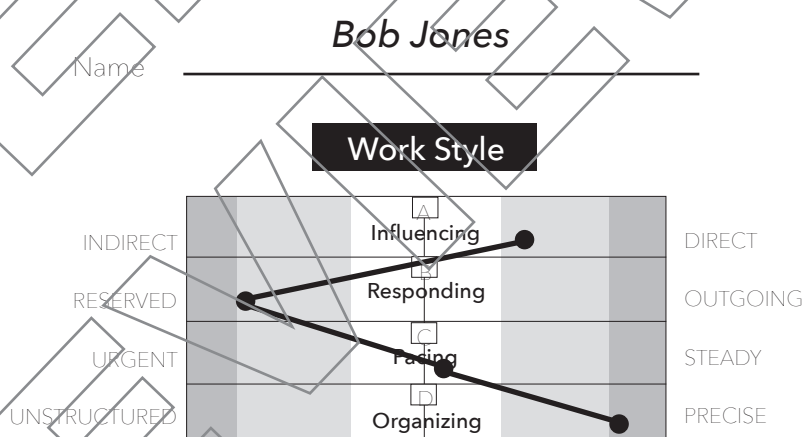 Bob Jones
Name
Work Style
A
INDIRECT Influencing DIRECT
B
RESERVED Responding OUTGOING
C
URGENT Pacing STEADY
D
UNSTRUCTURED Organizing PRECISE